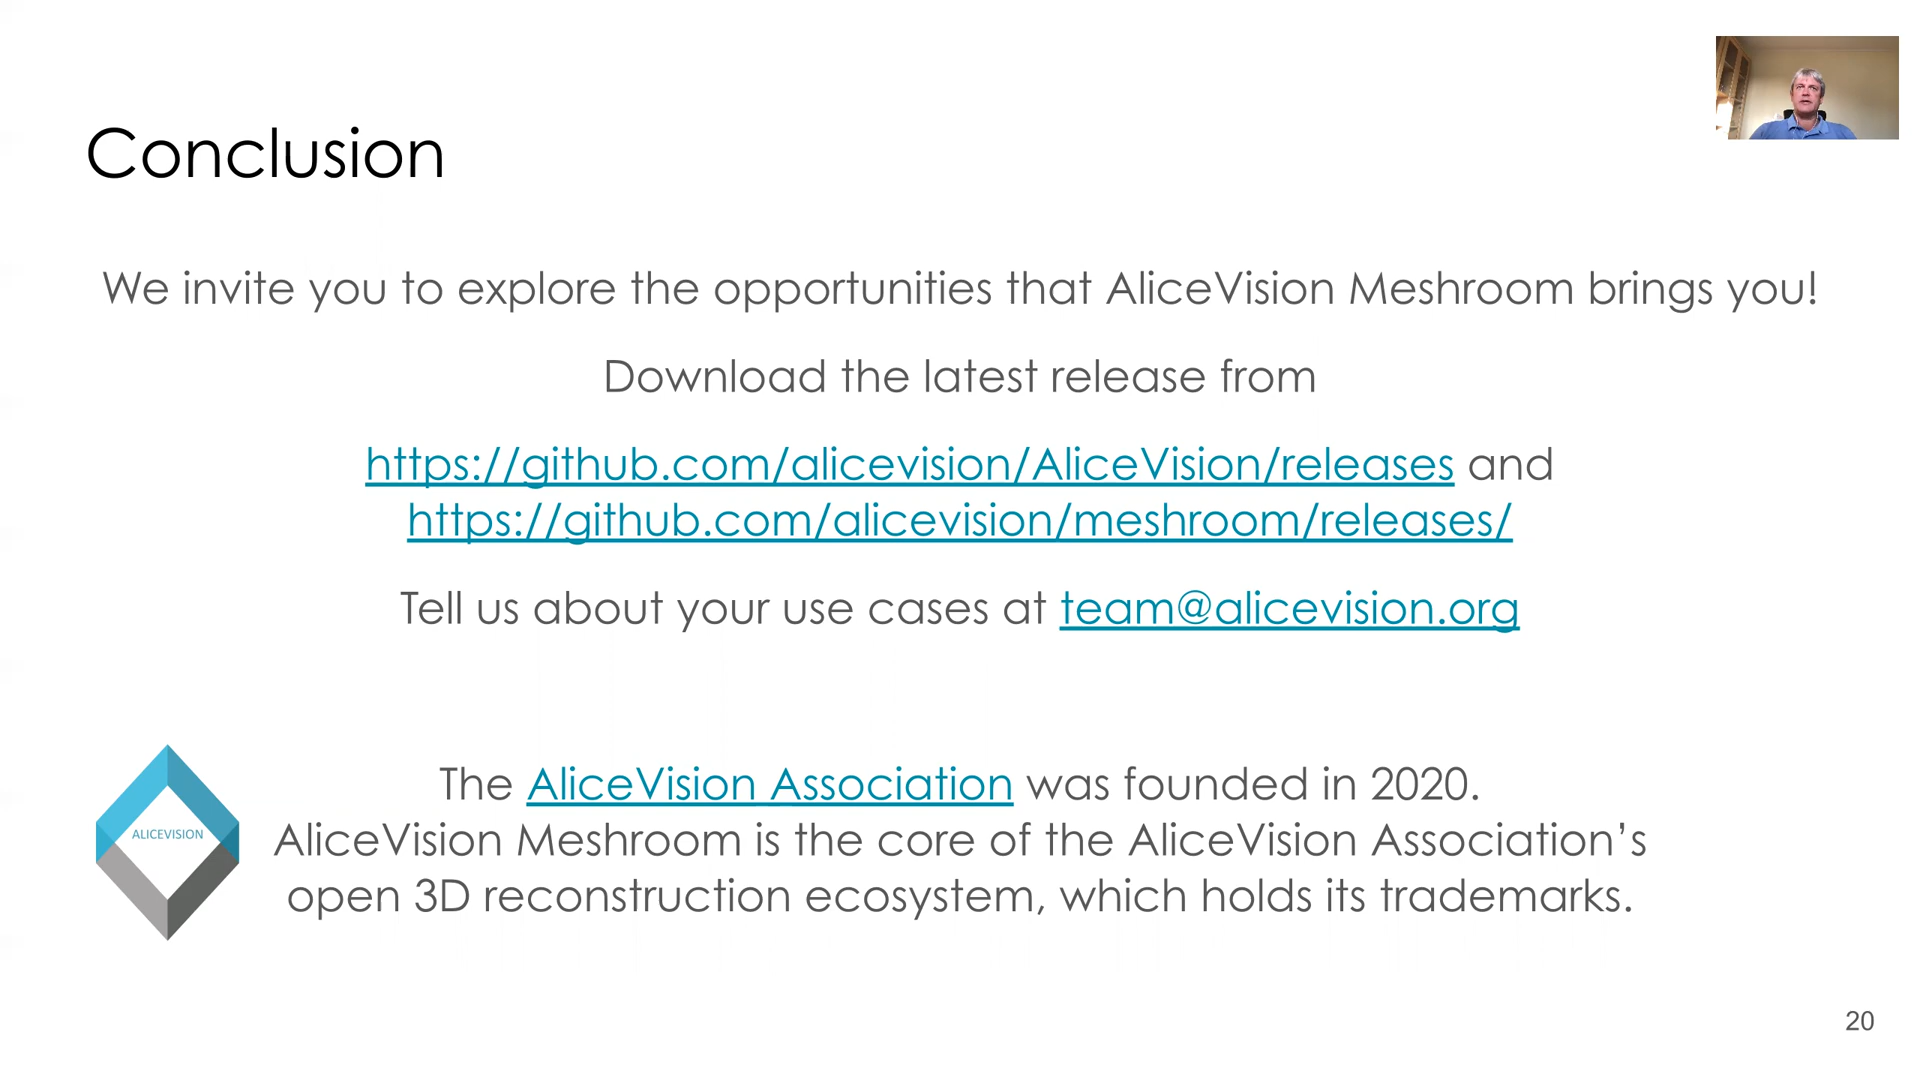 Conclusion
We invite you to explore the opportunities that AliceVision Meshroom brings you!
Download the latest release from
https://github.com/alicevision/AliceVision/releases and
https://github.com/alicevision/meshroom/releases/
Tell us about your use cases at team@alicevision.org
ALICEVISION
The AliceVision Association was founded in 2020.
AliceVision Meshroom is the core of the AliceVision Association’s
open 3D reconstruction ecosystem, which holds its trademarks.
20